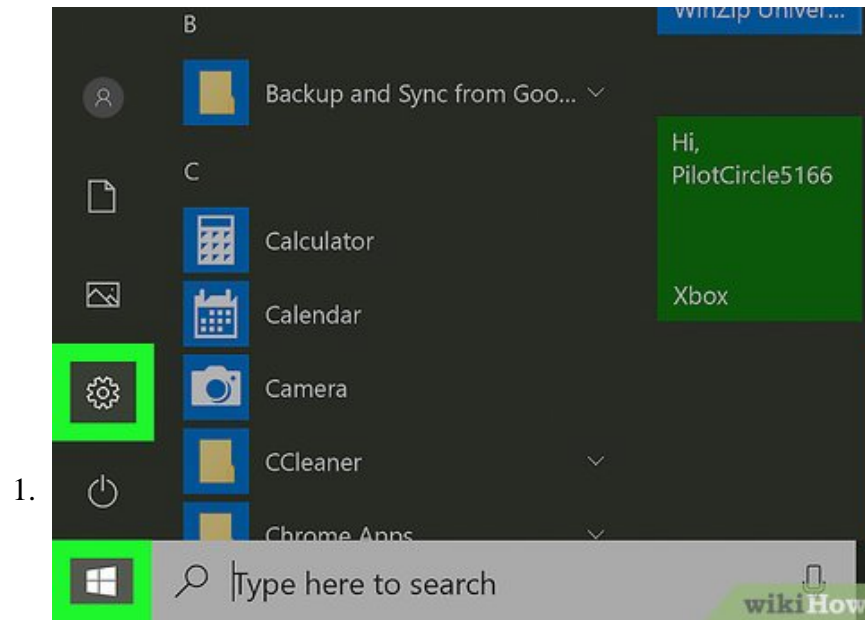 WinZip Univer...
B
Backup and Sync from Goo...
Hi,
PilotCircle5166
C
Calculator
Calendar
Xbox
Camera
CCleaner
1.
Chrome Apps
Type here to search
wikiHow